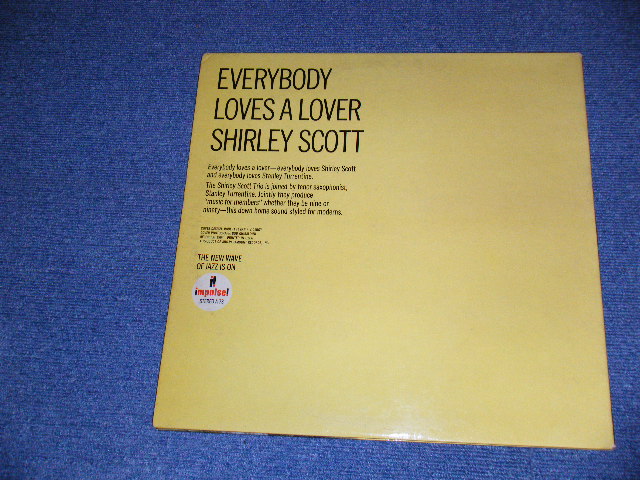 EVERYBODY
LOVES A LOVER
SHIRLEY SCOTT
Everybody loves a lover—everybody loves Shirley Scott
and everybody loves Stanley Turrentine.
The Shirley Scott Trio is joined by tenor saxophonist,
Stanley Turrentine. Jointly they produce
"music for members" whether they be nine or
ninety—this down home sound styled for moderns.
THE NEW WAVE
OF JAZZ IS ON
impulse!
STEREO A-73